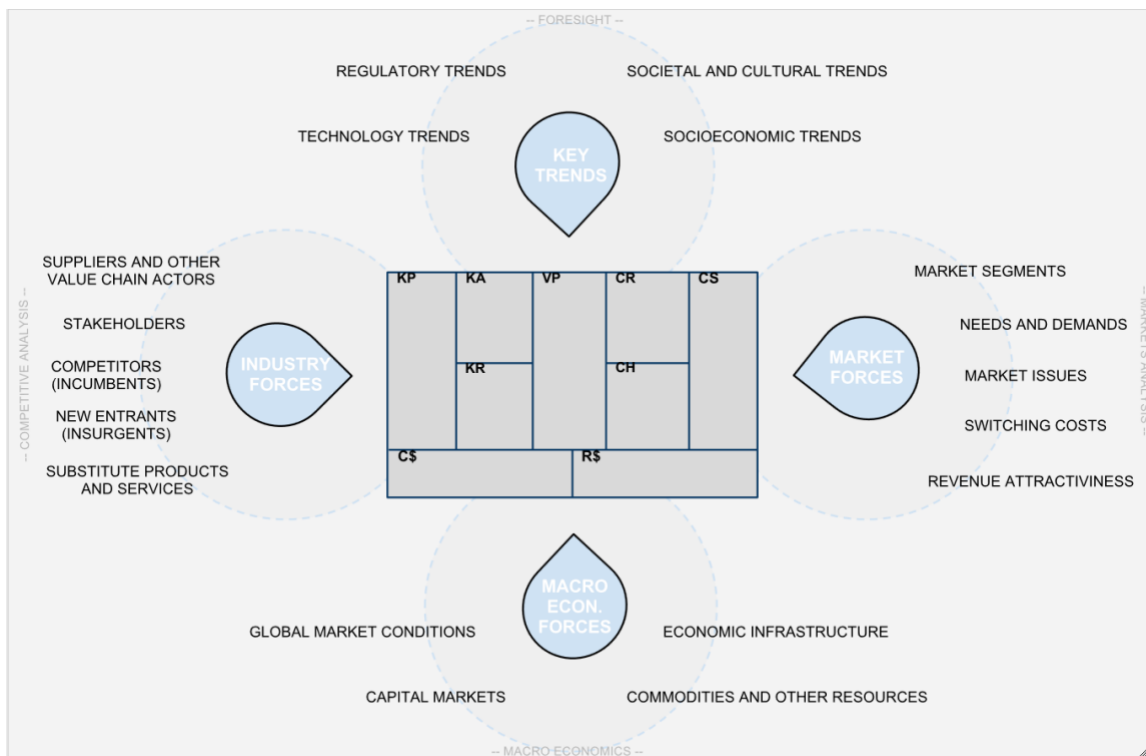 -- FORESIGHT --
REGULATORY TRENDS
SOCIETAL AND CULTURAL TRENDS
TECHNOLOGY TRENDS
SOCIOECONOMIC TRENDS
KEY
TRENDS
SUPPLIERS AND OTHER
VALUE CHAIN ACTORS
STAKEHOLDERS
COMPETITORS
(INCUMBENTS)
NEW ENTRANTS
(INSURGENTS)
SUBSTITUTE PRODUCTS
AND SERVICES
-- COMPETITIVE ANALYSIS --
INDUSTRY
FORCES
KP
KA
VP
CR
CS
KR
CH
C$
R$
MARKET
FORCES
MARKET SEGMENTS
NEEDS AND DEMANDS
MARKET ISSUES
SWITCHING COSTS
REVENUE ATTRACTIVINESS
-- MARKETS ANALYSIS --
MACRO
ECON.
FORCES
GLOBAL MARKET CONDITIONS
ECONOMIC INFRASTRUCTURE
CAPITAL MARKETS
COMMODITIES AND OTHER RESOURCES
-- MACRO ECONOMICS --